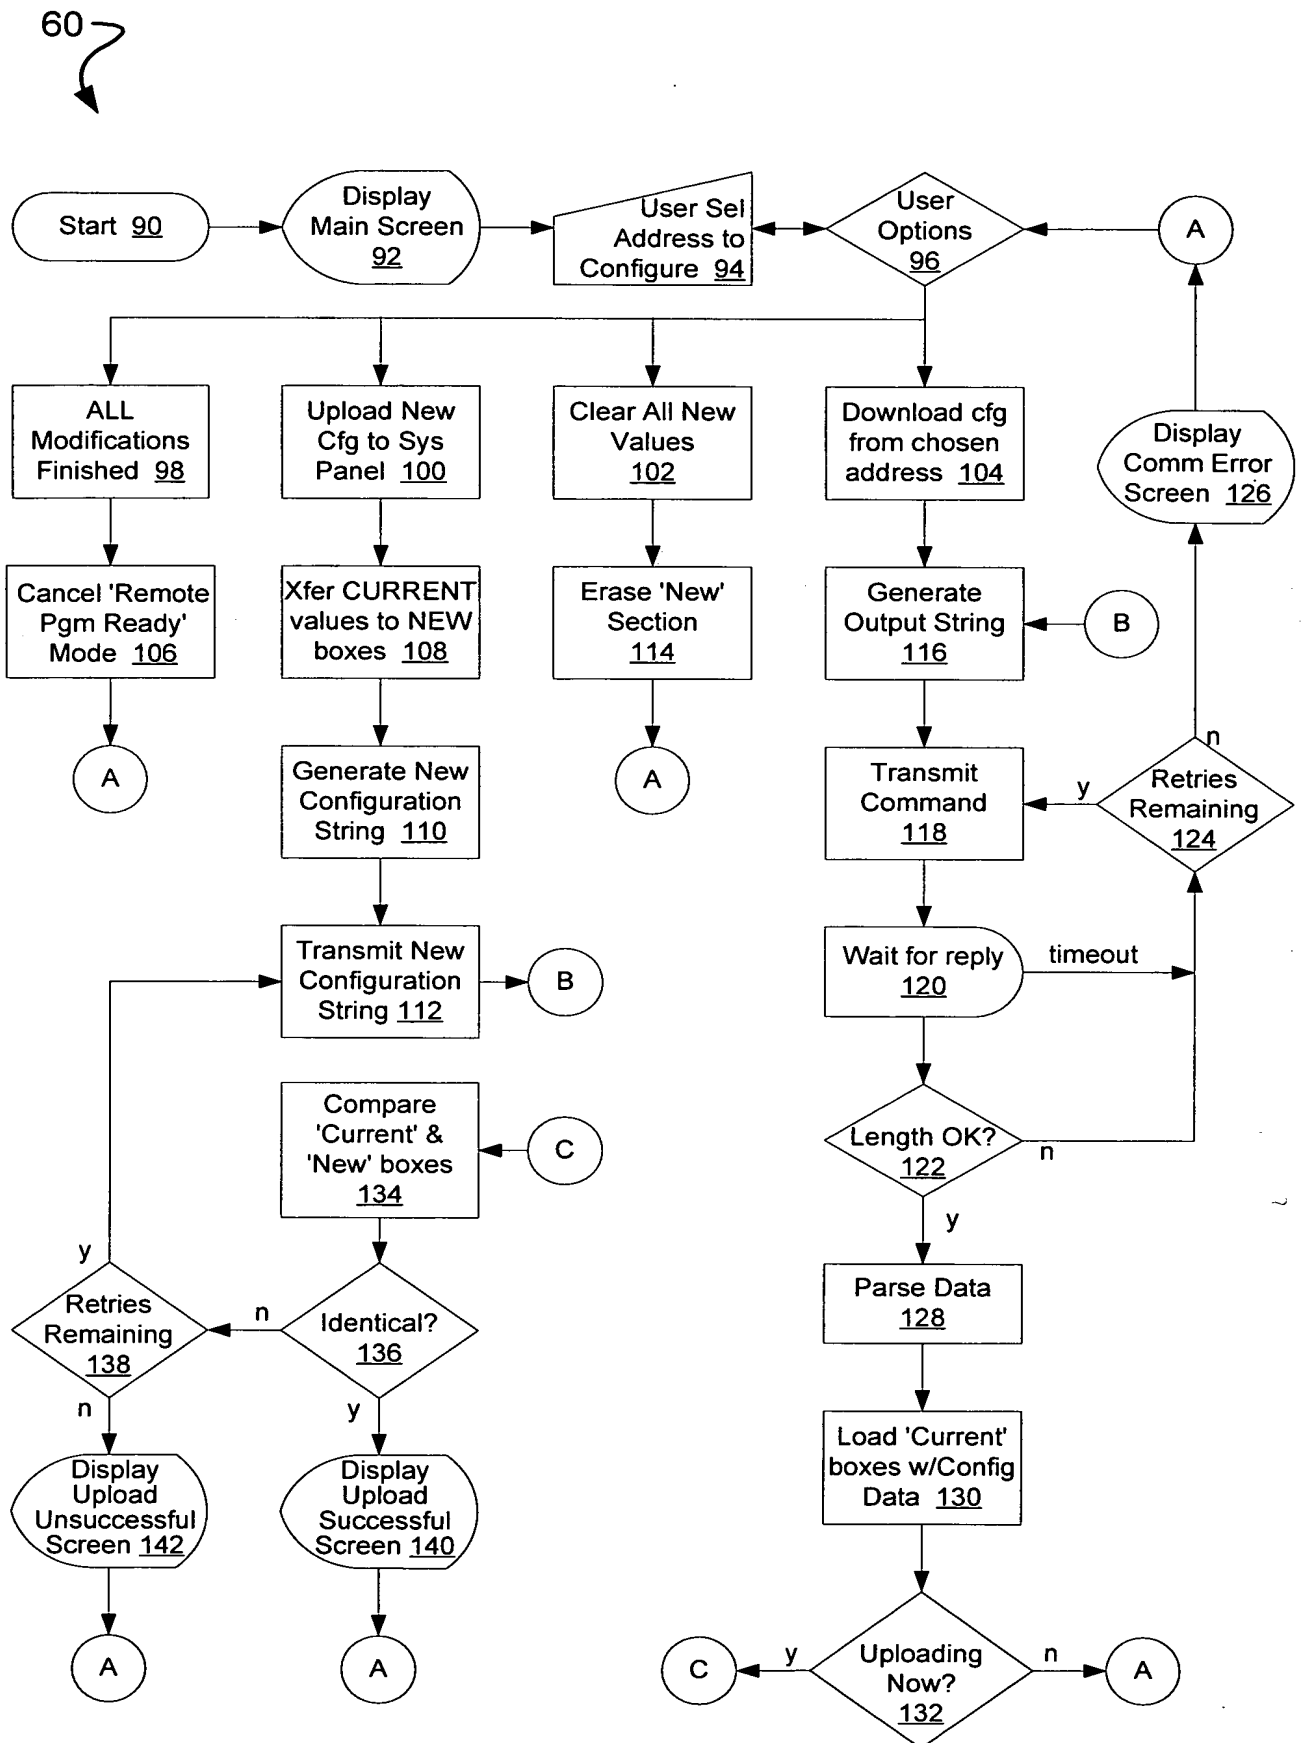 60
Start 90
Display
Main Screen
92
User Sel
Address to
Configure 94
User
Options
96
A
ALL
Modifications
Finished 98
Upload New
Cfg to Sys
Panel 100
Clear All New
Values
102
Download cfg
from chosen
address 104
Display
Comm Error
Screen 126
Cancel 'Remote
Pgm Ready'
Mode 106
Xfer CURRENT
values to NEW
boxes 108
Erase 'New'
Section
114
Generate
Output String
116
B
A
Generate New
Configuration
String 110
A
Transmit
Command
118
y
n
Retries
Remaining
124
Transmit New
Configuration
String 112
B
Wait for reply
120
timeout
Compare
'Current' &
'New' boxes
134
C
Length OK?
122
n
y
y
Retries
Remaining
138
n
Identical?
136
Parse Data
128
n
y
Load 'Current'
boxes w/Config
Data 130
Display
Upload
Unsuccessful
Screen 142
Display
Upload
Successful
Screen 140
A
A
C
y
Uploading
Now?
132
n
A